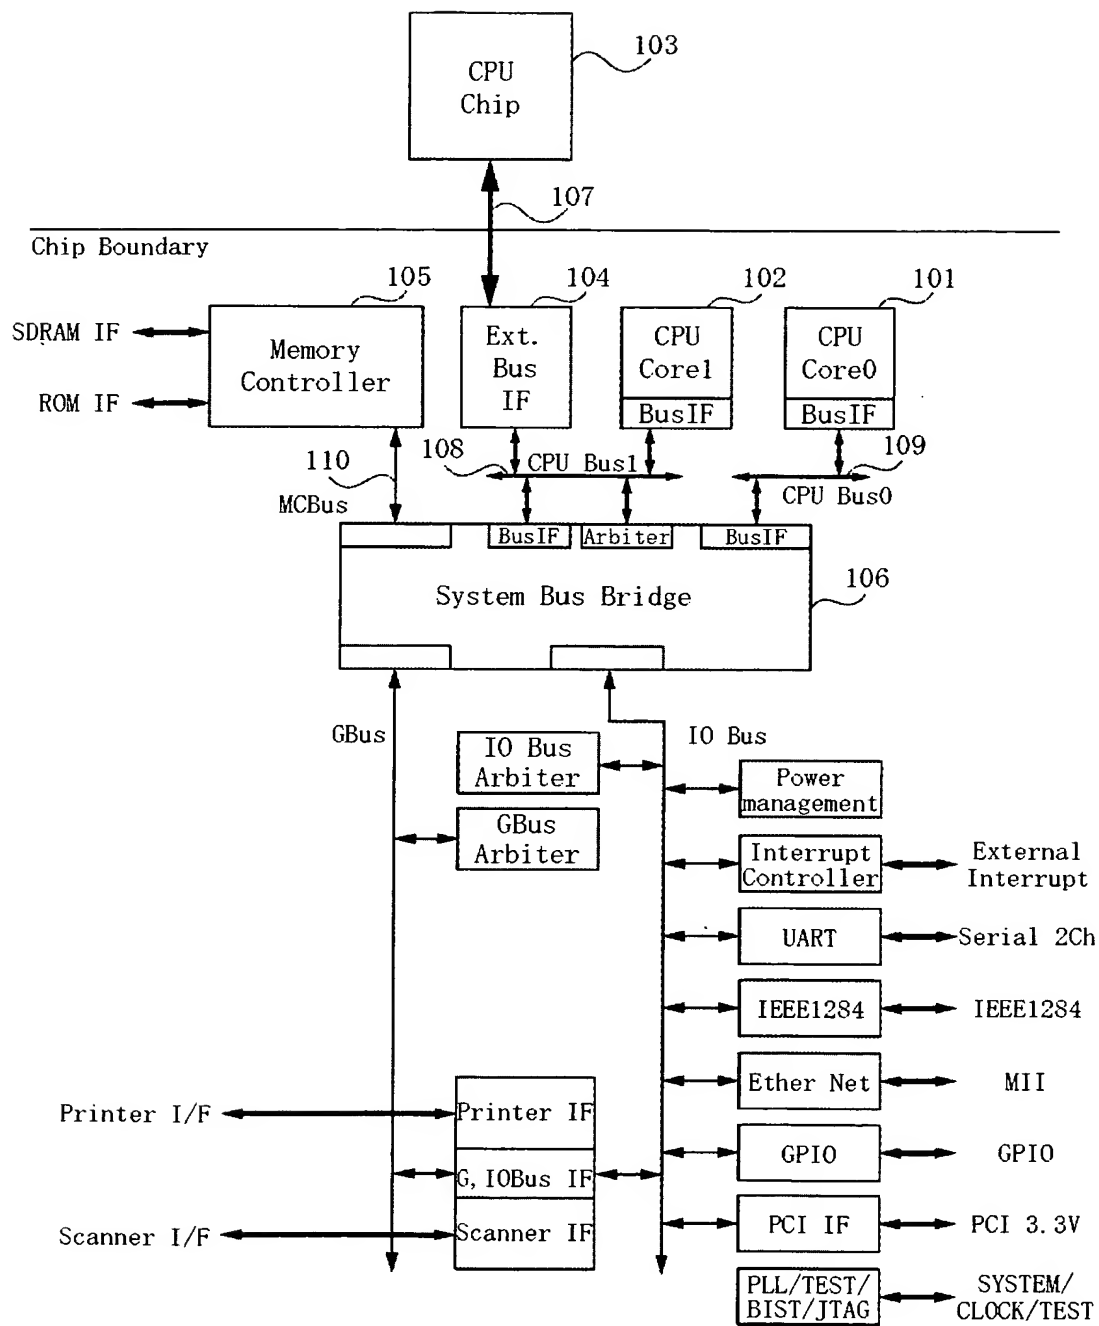 CPU
Chip
103
107
Chip Boundary
105
104
102
101
SDRAM IF
ROM IF
Memory
Controller
Ext.
Bus
IF
CPU
Core1
BusIF
CPU
Core0
BusIF
110
108
CPU Bus1
109
CPU Bus0
MCBus
BusIF
Arbiter
BusIF
System Bus Bridge
106
GBus
IO Bus
IO Bus
Arbiter
Power
management
GBus
Arbiter
Interrupt
Controller
External
Interrupt
UART
Serial 2Ch
IEEE1284
IEEE1284
Ether Net
MII
Printer I/F
Printer IF
GPIO
GPIO
G, IOBus IF
Scanner I/F
Scanner IF
PCI IF
PCI 3.3V
PLL/TEST/
BIST/JTAG
SYSTEM/
CLOCK/TEST